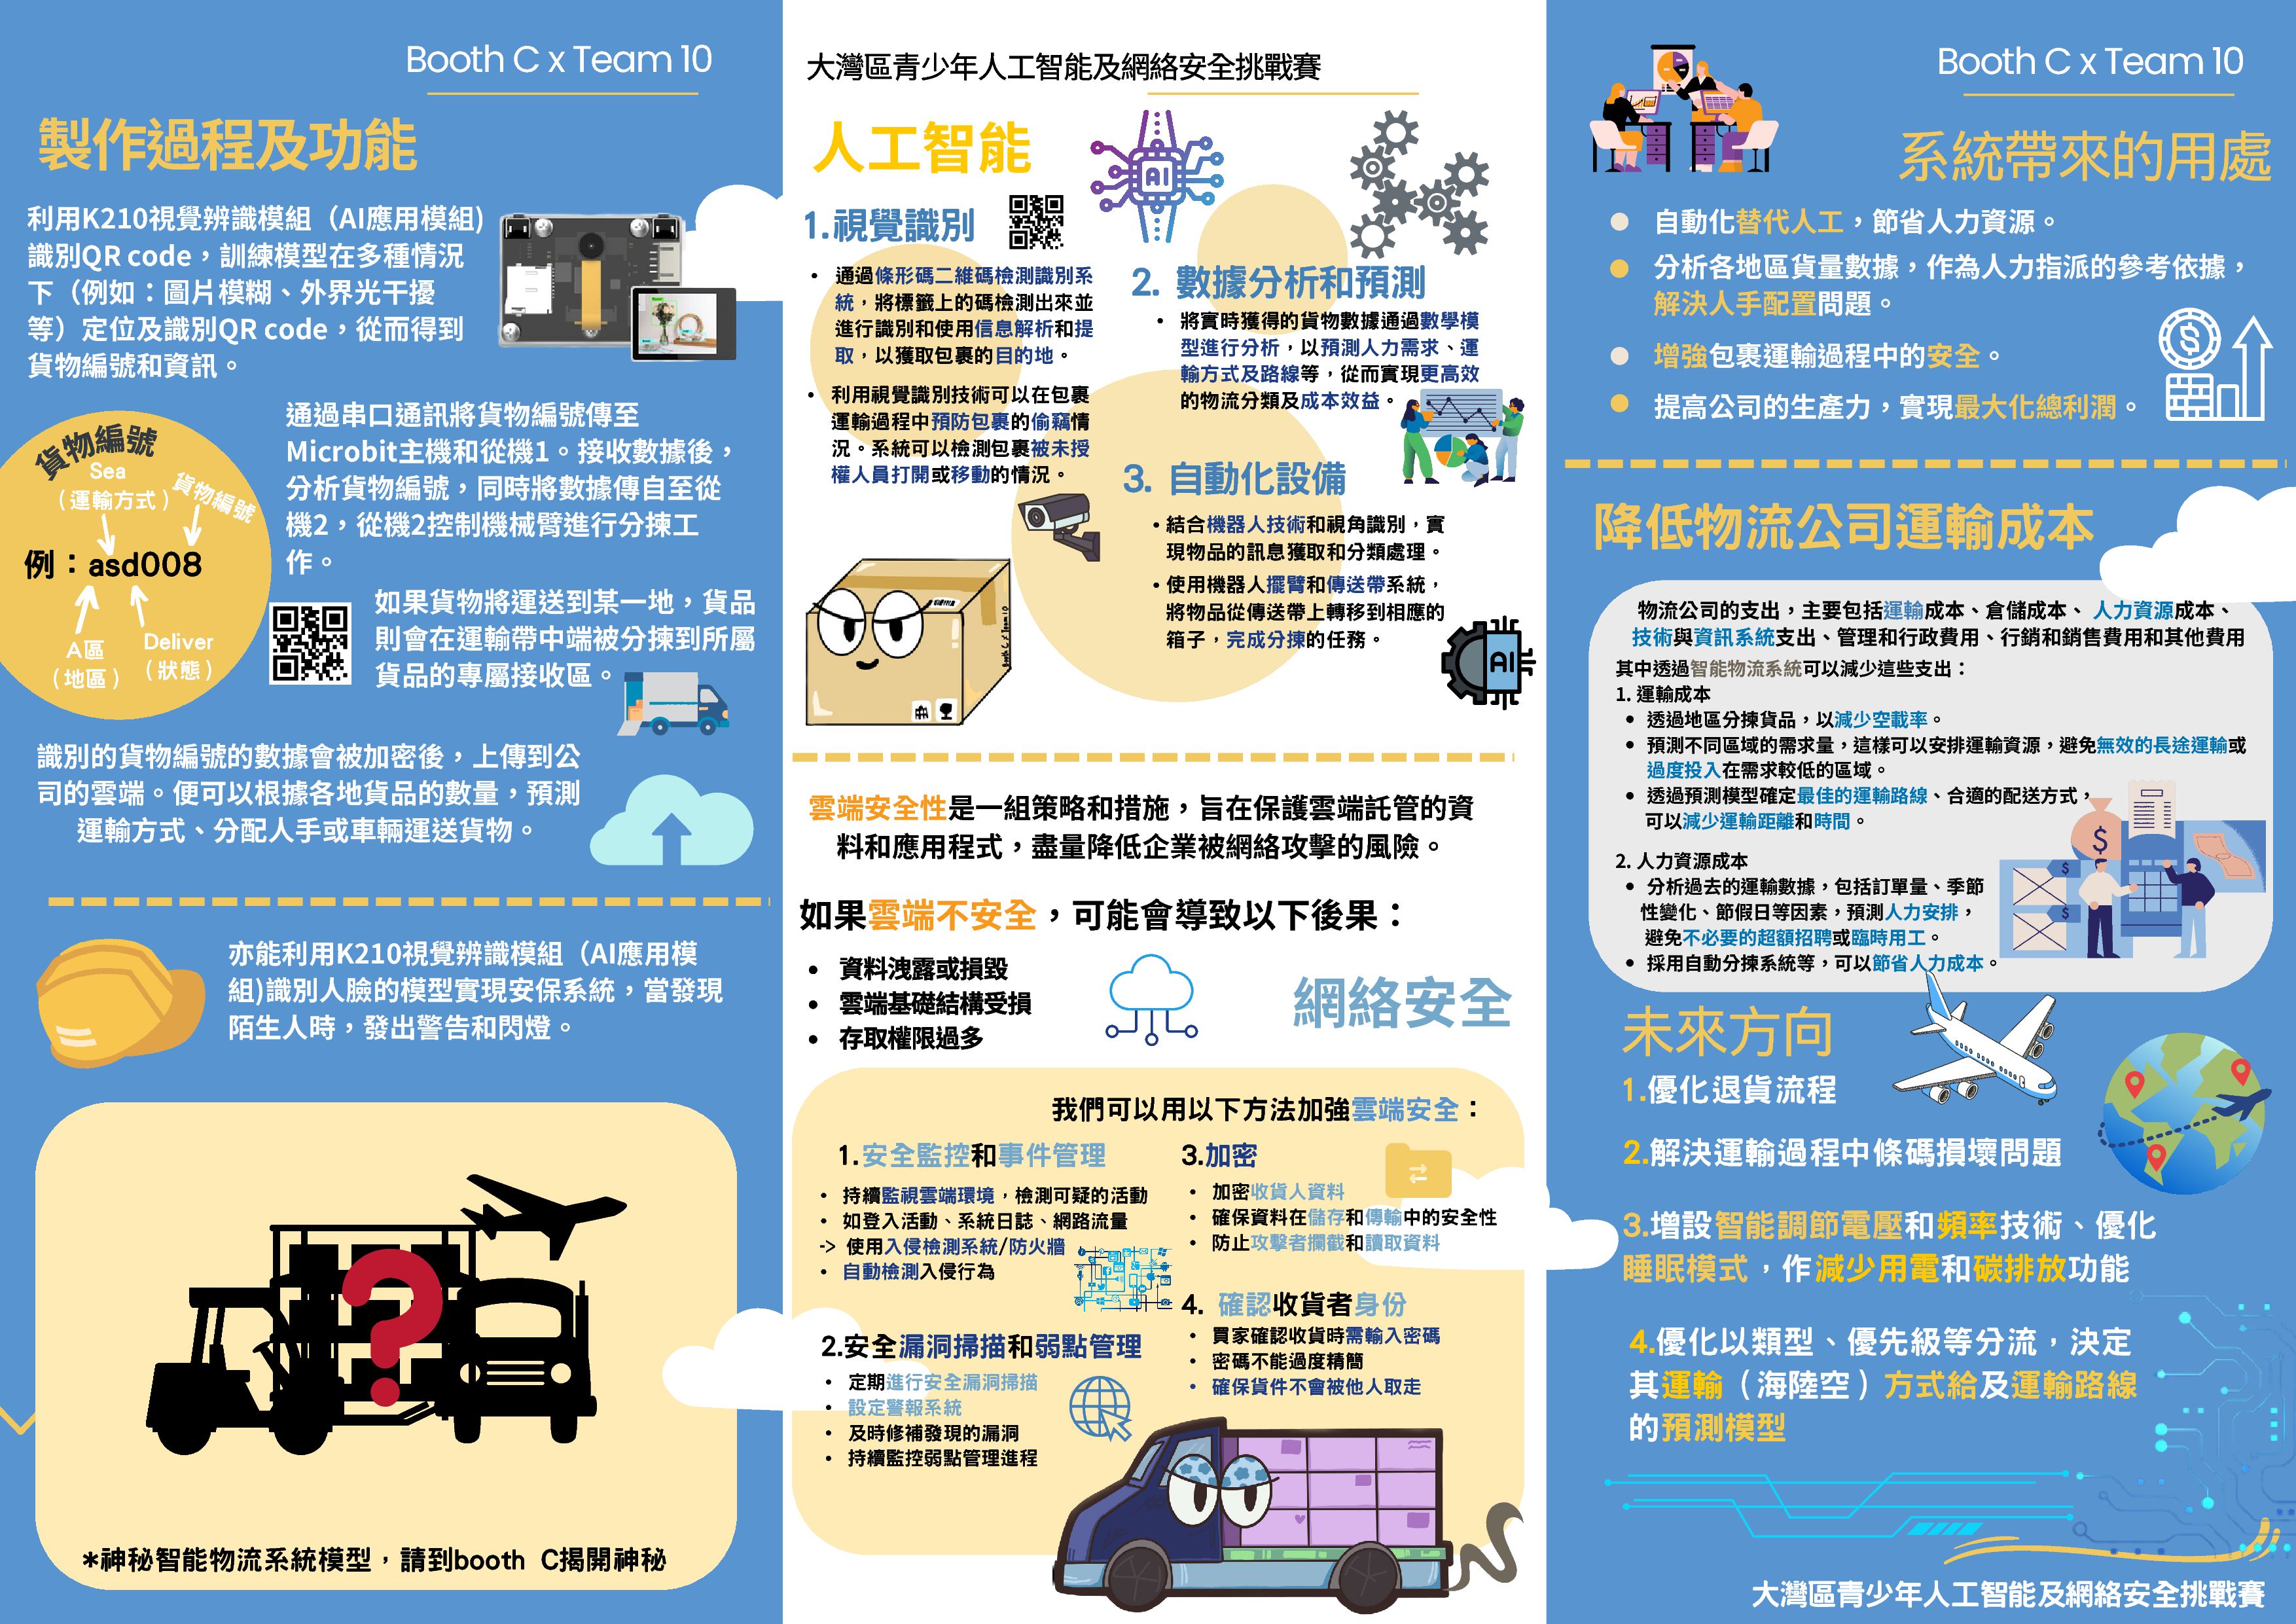 Booth C x Team 10
製作過程及功能
利用K210視覺辨識模組（AI應用模組)
識別QR code，訓練模型在多種情況
下（例如：圖片模糊、外界光干擾
等）定位及識別QR code，從而得到
貨物編號和資訊。
通過串口通訊將貨物編號傳至
Microbit主機和從機1。接收數據後，
分析貨物編號，同時將數據傳自至從
機2，從機2控制機械臂進行分揀工
作。
貨物編號
Sea
（運輸方式）
貨物編號
例：asd008
A區
（地區）
Deliver
（狀態）
如果貨物將運送到某一地，貨品
則會在運輸帶中端被分揀到所屬
貨品的專屬接收區。
識別的貨物編號的數據會被加密後，上傳到公
司的雲端。便可以根據各地貨品的數量，預測
運輸方式、分配人手或車輛運送貨物。
亦能利用K210視覺辨識模組（AI應用模
組)識別人臉的模型實現安保系統，當發現
陌生人時，發出警告和閃燈。
?
*神秘智能物流系統模型，請到booth C揭開神秘
大灣區青少年人工智能及網絡安全挑戰賽
人工智能
AI
1.視覺識別
• 通過條形碼二維碼檢測識別系
統，將標籤上的碼檢測出來並
進行識別和使用信息解析和提
取，以獲取包裹的目的地。
• 利用視覺識別技術可以在包裹
運輸過程中預防包裹的偷竊情
況。系統可以檢測包裹被未授
權人員打開或移動的情況。
Booth C x Team 10
2. 數據分析和預測
• 將實時獲得的貨物數據通過數學模
型進行分析，以預測人力需求、運
輸方式及路線等，從而實現更高效
的物流分類及成本效益。
3. 自動化設備
• 結合機器人技術和視角識別，實
現物品的訊息獲取和分類處理。
• 使用機器人擺臂和傳送帶系統，
將物品從傳送帶上轉移到相應的
箱子，完成分揀的任務。
AI
雲端安全性是一組策略和措施，旨在保護雲端託管的資
料和應用程式，盡量降低企業被網絡攻擊的風險。
如果雲端不安全，可能會導致以下後果：
• 資料洩露或損毀
• 雲端基礎結構受損
• 存取權限過多
網絡安全
我們可以用以下方法加強雲端安全：
1.安全監控和事件管理
• 持續監視雲端環境，檢測可疑的活動
• 如登入活動、系統日誌、網路流量
-> 使用入侵檢測系統/防火牆
• 自動檢測入侵行為
2.安全漏洞掃描和弱點管理
• 定期進行安全漏洞掃描
• 設定警報系統
• 及時修補發現的漏洞
• 持續監控弱點管理進程
3.加密
• 加密收貨人資料
• 確保資料在儲存和傳輸中的安全性
• 防止攻擊者攔截和讀取資料
4. 確認收貨者身份
• 買家確認收貨時需輸入密碼
• 密碼不能過度精簡
• 確保貨件不會被他人取走
Booth C x Team 10
系統帶來的用處
自動化替代人工，節省人力資源。
分析各地區貨量數據，作為人力指派的參考依據，
解決人手配置問題。
增強包裹運輸過程中的安全。
提高公司的生產力，實現最大化總利潤。
$
降低物流公司運輸成本
物流公司的支出，主要包括運輸成本、倉儲成本、 人力資源成本、
技術與資訊系統支出、管理和行政費用、行銷和銷售費用和其他費用
其中透過智能物流系統可以減少這些支出：
1. 運輸成本
• 透過地區分揀貨品，以減少空載率。
• 預測不同區域的需求量，這樣可以安排運輸資源，避免無效的長途運輸或
過度投入在需求較低的區域。
• 透過預測模型確定最佳的運輸路線、合適的配送方式，
可以減少運輸距離和時間。
2. 人力資源成本
• 分析過去的運輸數據，包括訂單量、季節
性變化、節假日等因素，預測人力安排，
避免不必要的超額招聘或臨時用工。
• 採用自動分揀系統等，可以節省人力成本。
$
$
$
未來方向
1.優化退貨流程
2.解決運輸過程中條碼損壞問題
3.增設智能調節電壓和頻率技術、優化
睡眠模式，作減少用電和碳排放功能
4.優化以類型、優先級等分流，決定
其運輸（海陸空）方式給及運輸路線
的預測模型
大灣區青少年人工智能及網絡安全挑戰賽